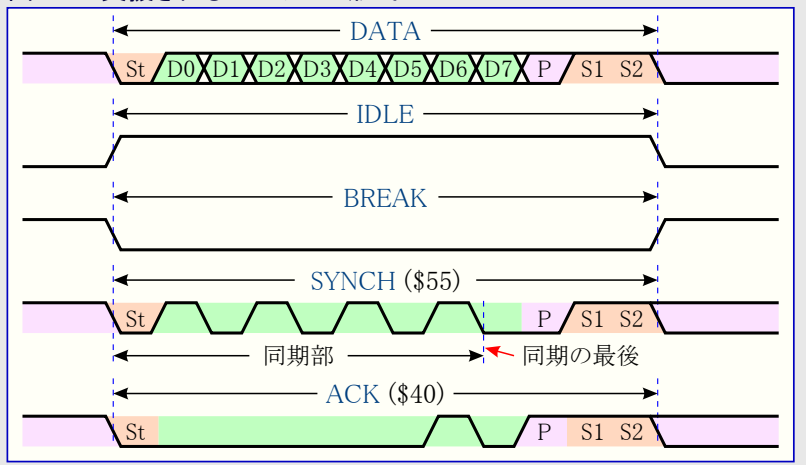 DATA
St D0 D1 D2 D3 D4 D5 D6 D7 P S1 S2
IDLE
BREAK
SYNCH ($55)
St P S1 S2
同期部 同期の最後
ACK ($40)
St P S1 S2